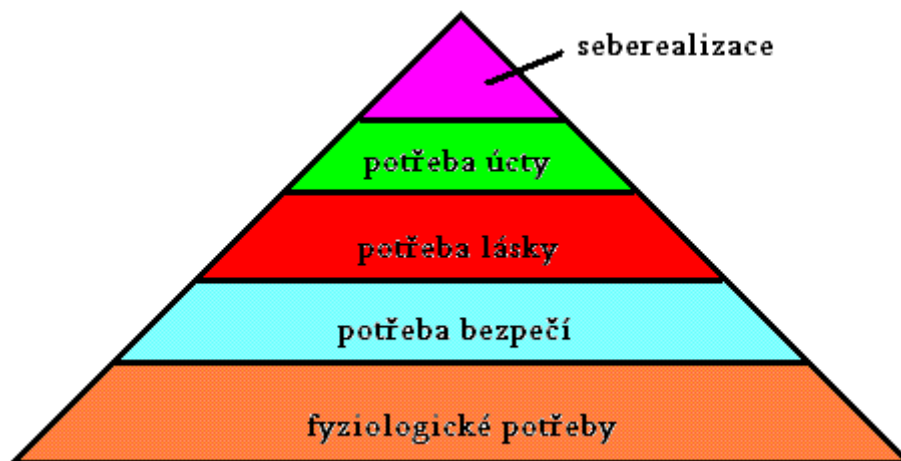 seberealizace
potřeba úcty
potřeba lásky
potřeba bezpečí
fyziologické potřeby